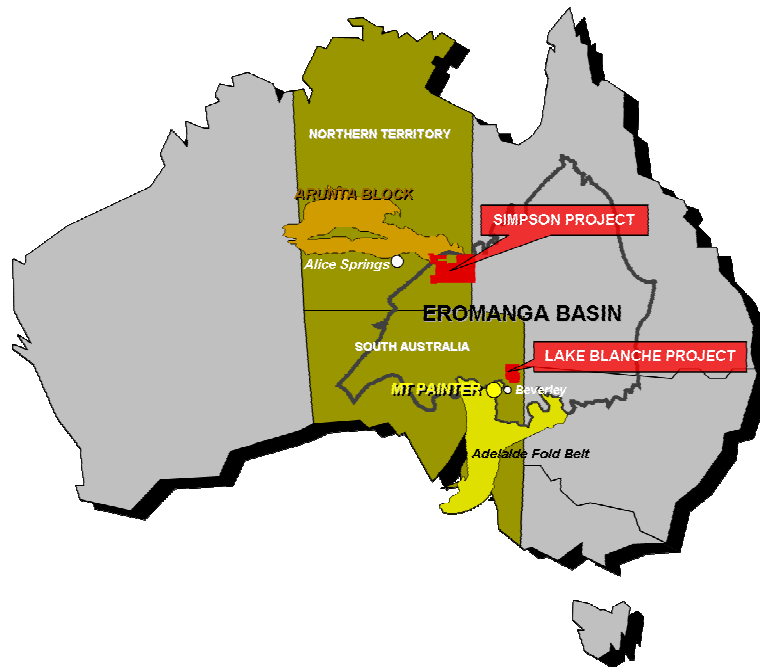 NORTHERN TERRITORY
ARUNTA BLOCK
SIMPSON PROJECT
Alice Springs
EROMANGA BASIN
SOUTH AUSTRALIA
LAKE BLANCHE PROJECT
MT PAINTER
Beverley
Adelaide Fold Belt